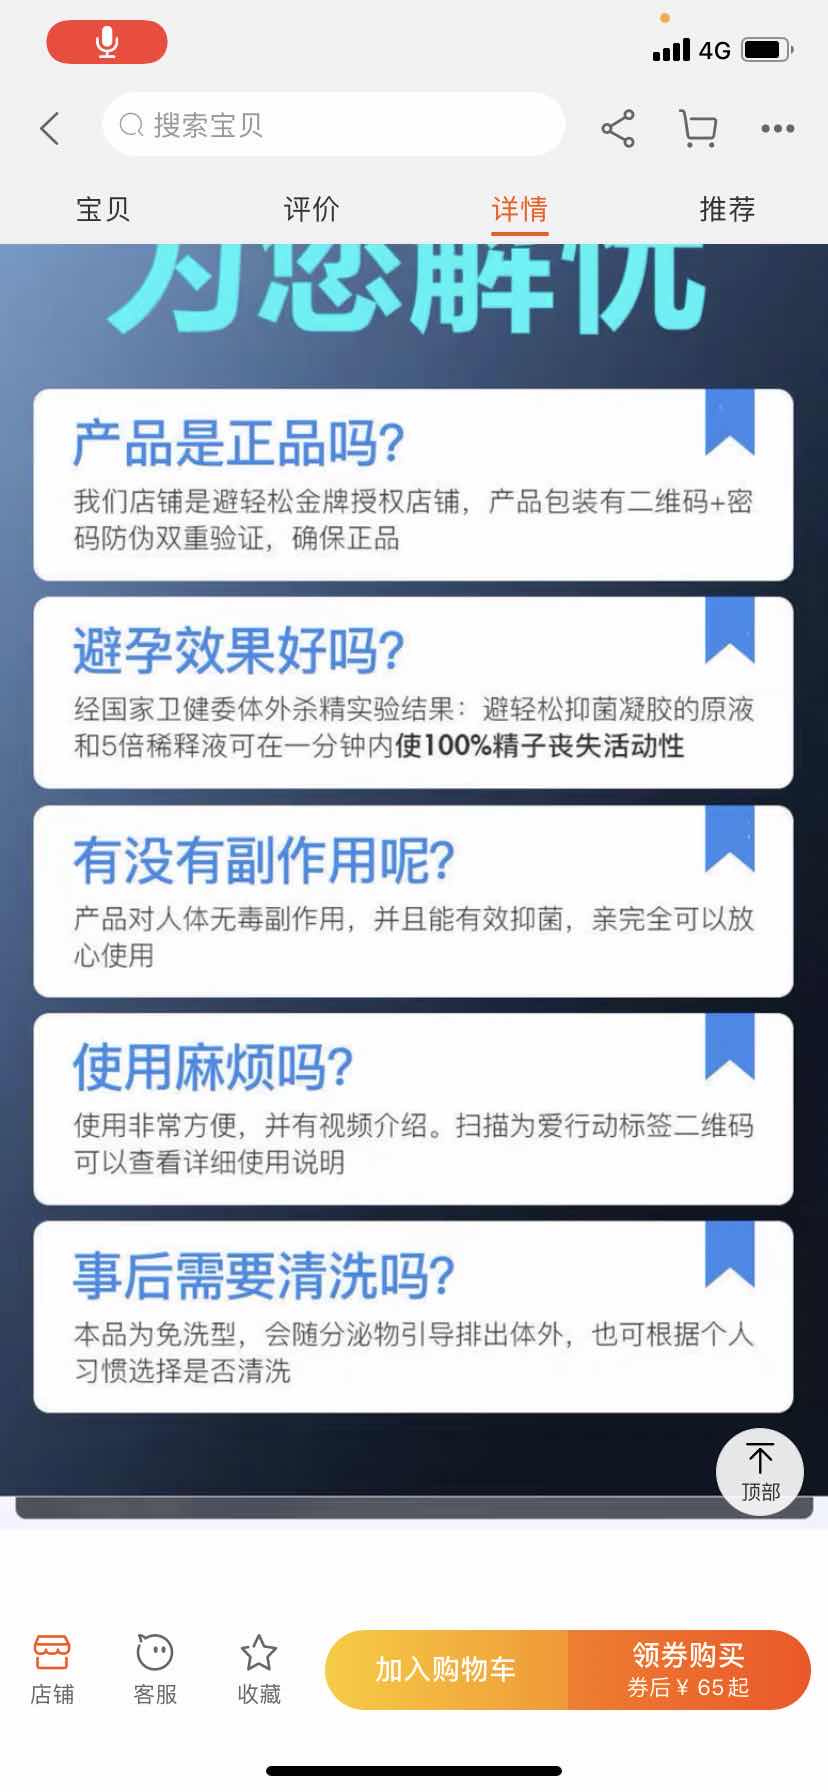 4G
搜索宝贝
宝贝
评价
详情
推荐
为您解忧
产品是正品吗?
我们店铺是避轻松金牌授权店铺，产品包装有二维码+密
码防伪双重验证，确保正品
避孕效果好吗?
经国家卫健委体外杀精实验结果：避轻松抑菌凝胶的原液
和5倍稀释液可在一分钟内使100%精子丧失活动性
有没有副作用呢?
产品对人体无毒副作用，并且能有效抑菌，亲完全可以放
心使用
使用麻烦吗?
使用非常方便，并有视频介绍。扫描为爱行动标签二维码
可以查看详细使用说明
事后需要清洗吗?
本品为免洗型，会随分泌物引导排出体外，也可根据个人
习惯选择是否清洗
顶部
店铺
客服
收藏
加入购物车
领券购买
券后¥ 65起